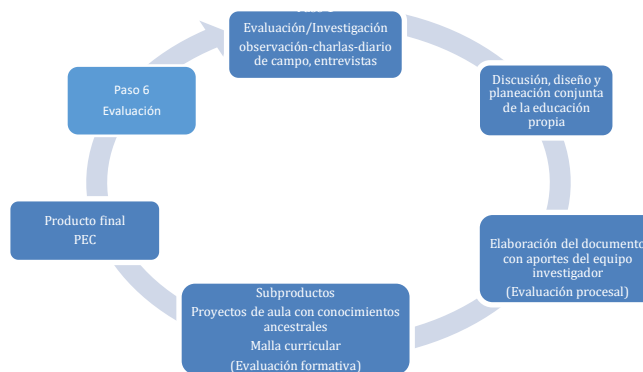 Evaluación/Investigación
observación-charlas-diario
de campo, entrevistas
Discusión, diseño y
planeación conjunta
de la educación
propia
Elaboración del documento
con aportes del equipo
investigador
(Evaluación procesal)
Subproductos
Proyectos de aula con conocimientos
ancestrales
Malla curricular
(Evaluación formativa)
Producto final
PEC
Paso 6
Evaluación